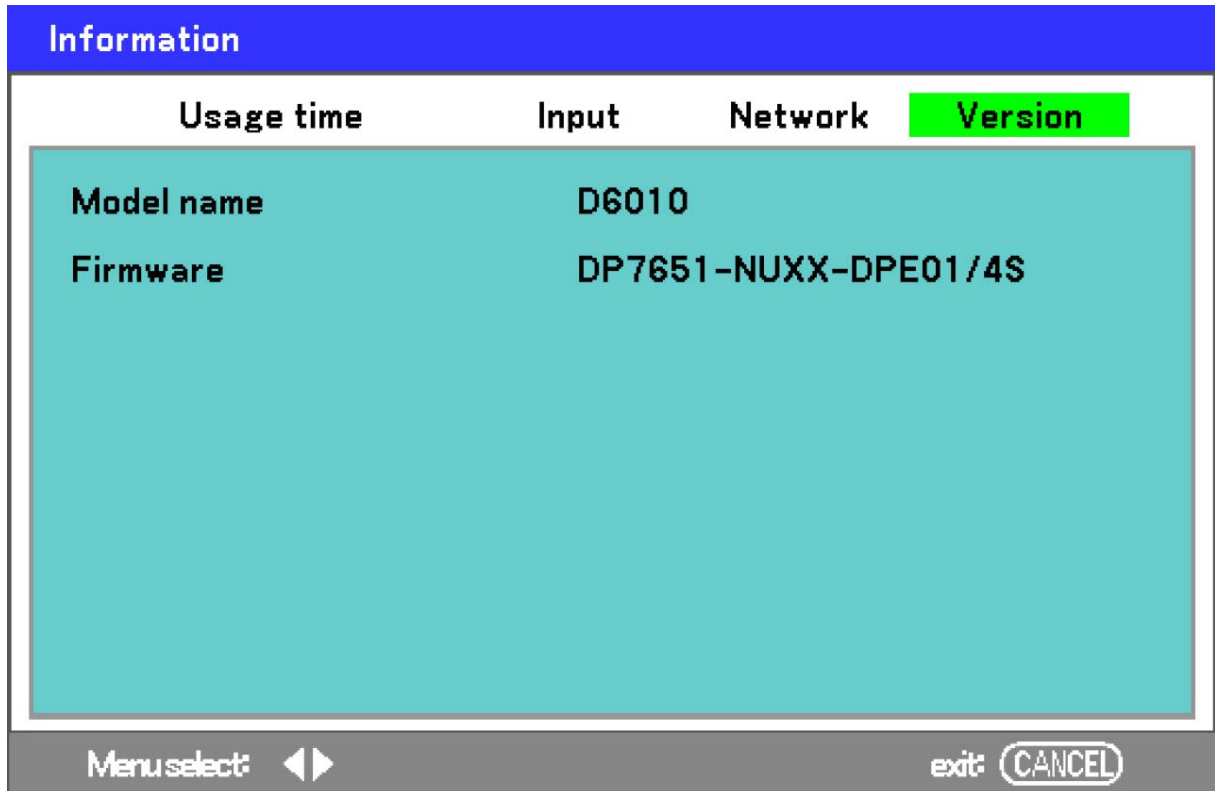 Information
Usage time Input Network Version
Model name D6010
Firmware DP7651-NUXX-DPE01/4S
Menu select: exit: CANCEL